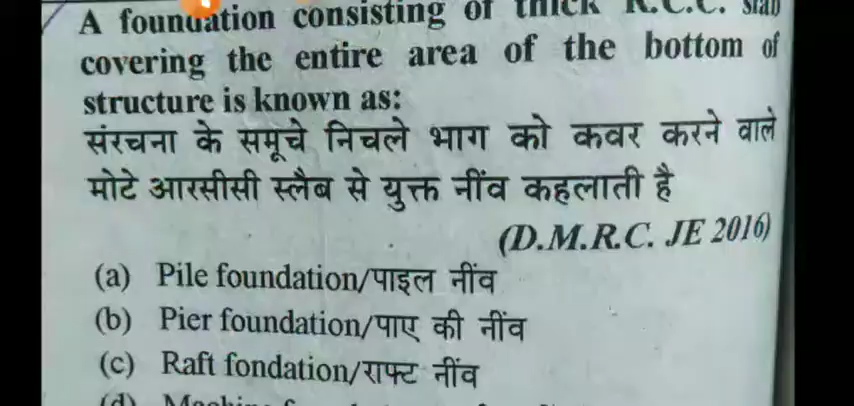 A foundation consisting of thick R.C.C. slab
covering the entire area of the bottom of
structure is known as:
संरचना के समूचे निचले भाग को कवर करने वाले
मोटे आरसीसी स्लैब से युक्त नींव कहलाती है
(D.M.R.C. JE 2016)
(a) Pile foundation/पाइल नींव
(b) Pier foundation/पाए की नींव
(c) Raft fondation/राफ्ट नींव
(d)